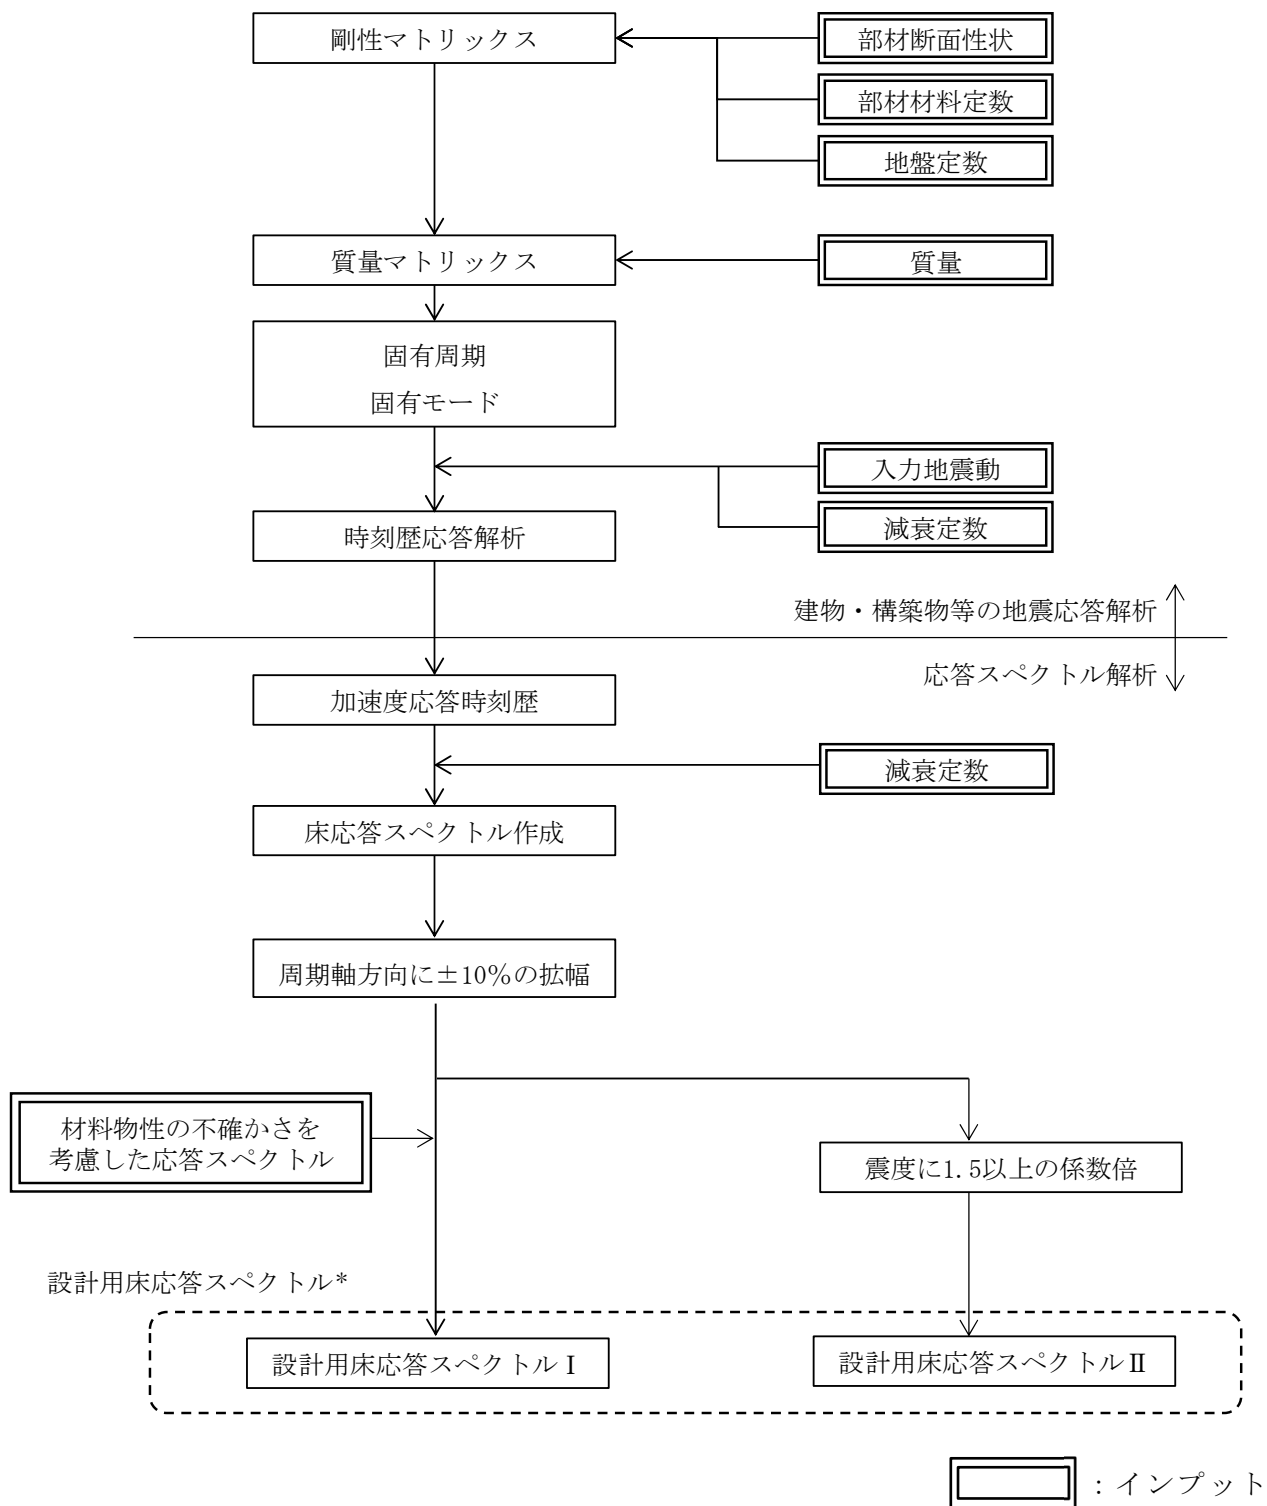 剛性マトリックス
部材断面性状
部材材料定数
地盤定数
質量マトリックス
質量
固有周期
固有モード
入力地震動
減衰定数
時刻歴応答解析
建物・構築物等の地震応答解析
応答スペクトル解析
加速度応答時刻歴
減衰定数
床応答スペクトル作成
周期軸方向に±10%の拡幅
材料物性の不確かさを
考慮した応答スペクトル
震度に1.5以上の係数倍
設計用床応答スペクトル*
設計用床応答スペクトルⅠ
設計用床応答スペクトルⅡ
:インプット